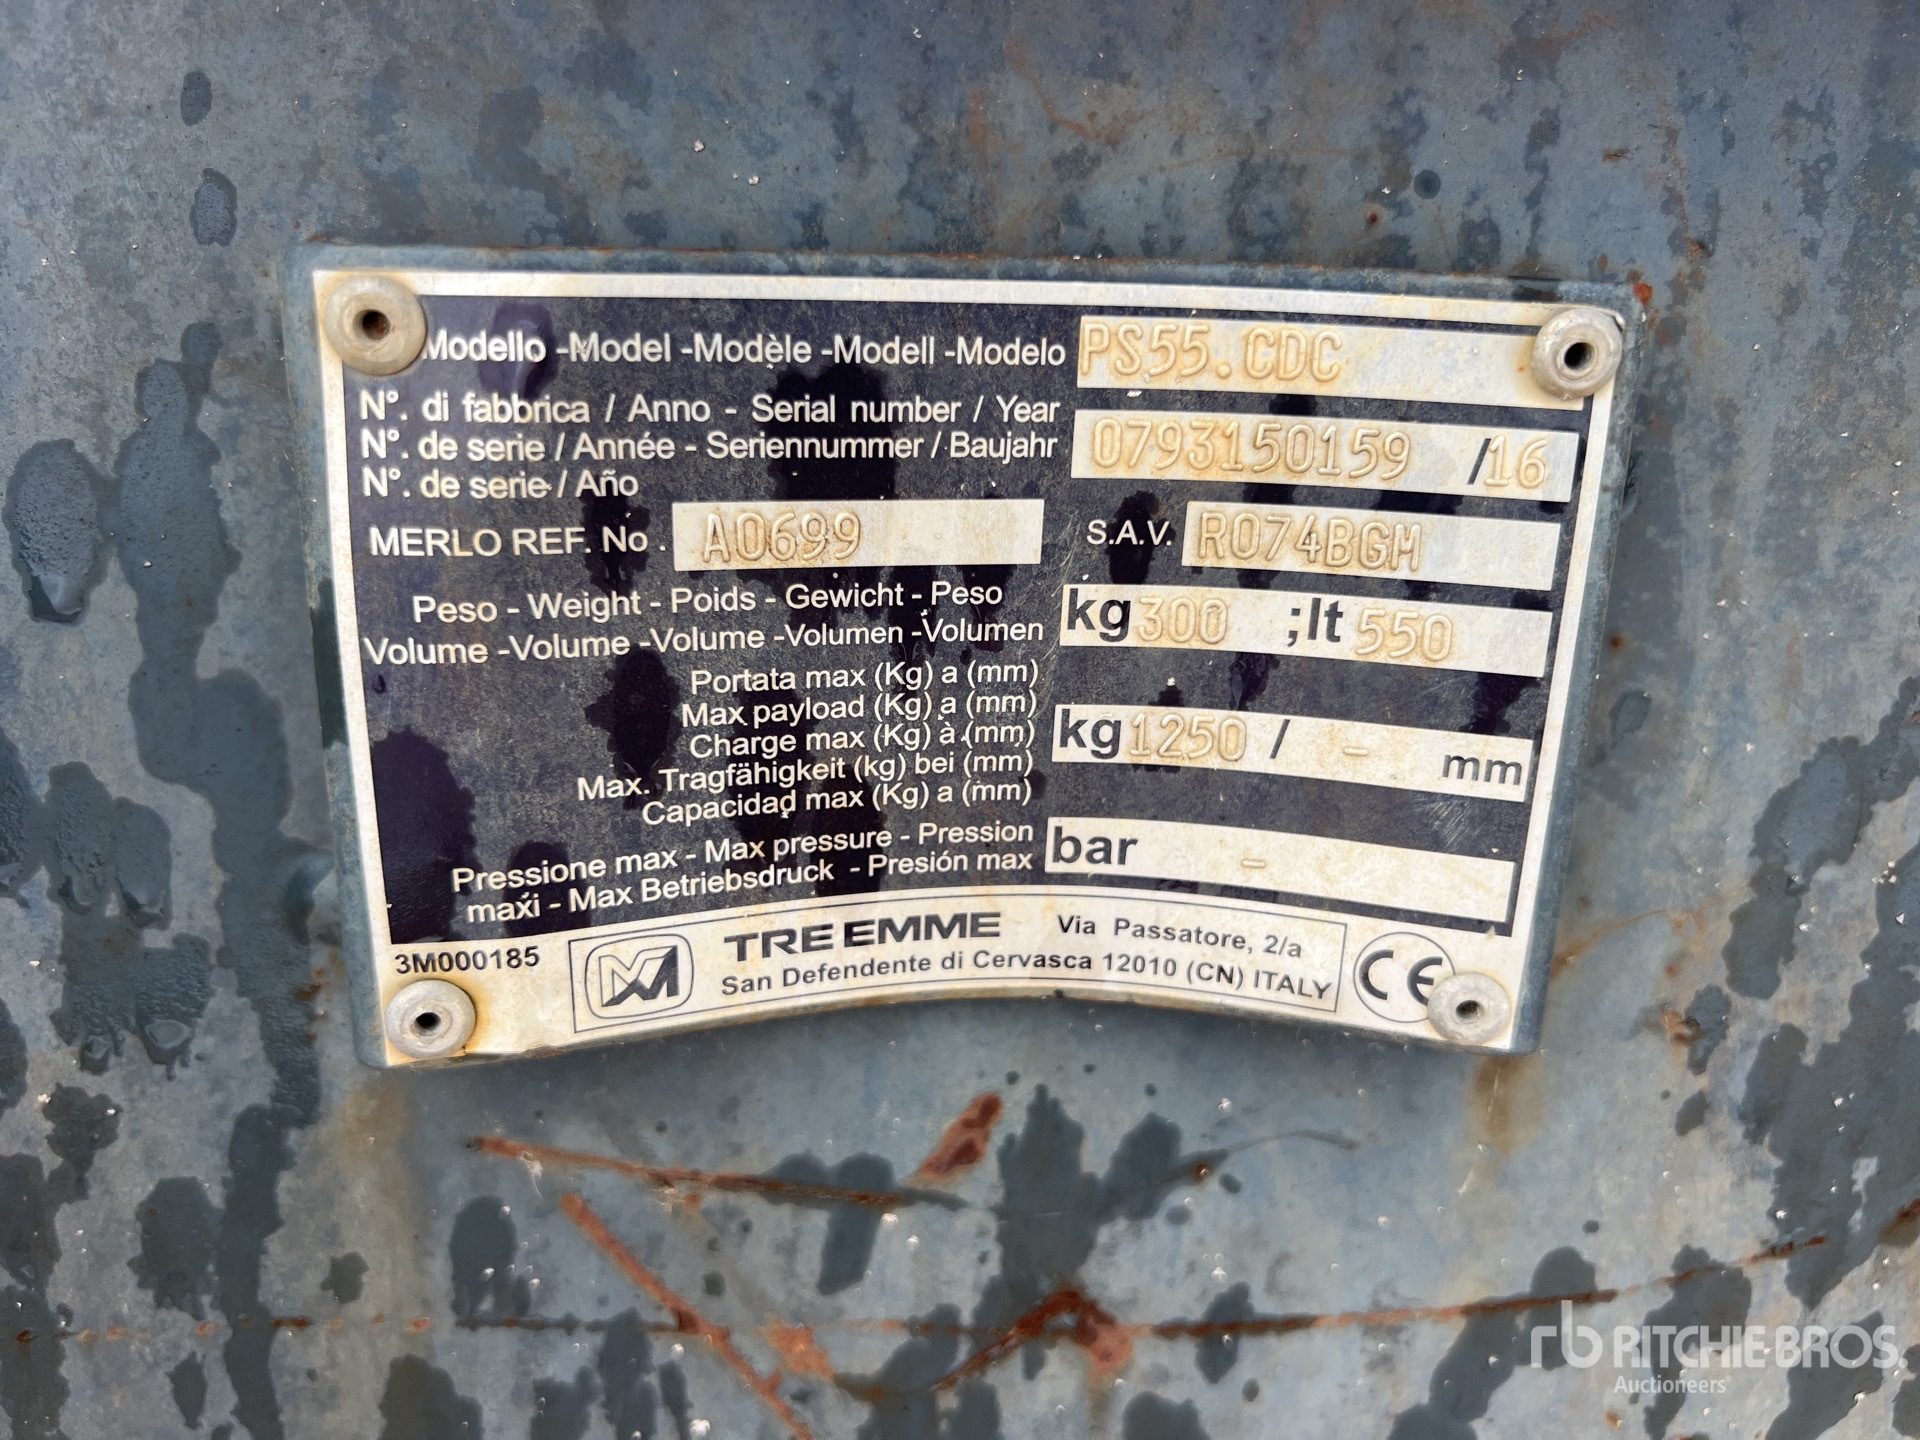 Modello -Model -Modèle -Modell -Modelo PS55.CDC
N°. di fabbrica / Anno - Serial number / Year
N°. de serie / Année - Seriennummer / Baujahr 0793150159 /16
N°. de serie / Año
MERLO REF. No . A0699 S.A.V. R074BGM
Peso - Weight - Poids - Gewicht - Peso
Volume -Volume -Volume -Volumen -Volumen kg 300 ;lt 550
Portata max (Kg) a (mm)
Max payload (Kg) a (mm)
Charge max (Kg) à (mm) kg 1250 / - mm
Max. Tragfähigkeit (kg) bei (mm)
Capacidad max (Kg) a (mm)
Pressione max - Max pressure - Pression bar -
maxi - Max Betriebsdruck - Presión max
3M000185 TRE EMME Via Passatore, 2/a CE
San Defendente di Cervasca 12010 (CN) ITALY
rb RITCHIE BROS.
Auctioneers